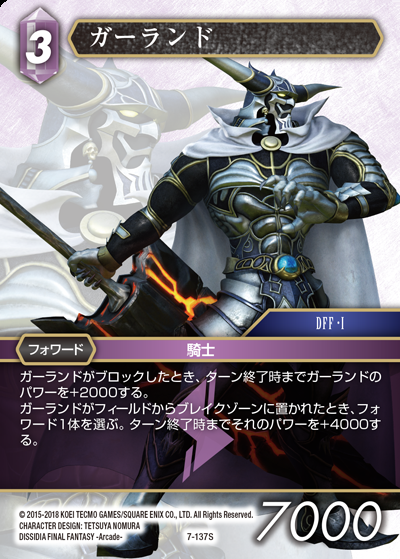 3
ガーランド
DFF・I
フォワード
騎士
ガーランドがブロックしたとき、ターン終了時までガーランドの
パワーを+2000する。
ガーランドがフィールドからブレイクゾーンに置かれたとき、フォ
ワード1体を選ぶ。ターン終了時までそれのパワーを+4000す
る。
© 2015-2018 KOEI TECMO GAMES/SQUARE ENIX CO., LTD. All Rights Reserved.
CHARACTER DESIGN: TETSUYA NOMURA
DISSIDIA FINAL FANTASY -Arcade-
7-137S
7000